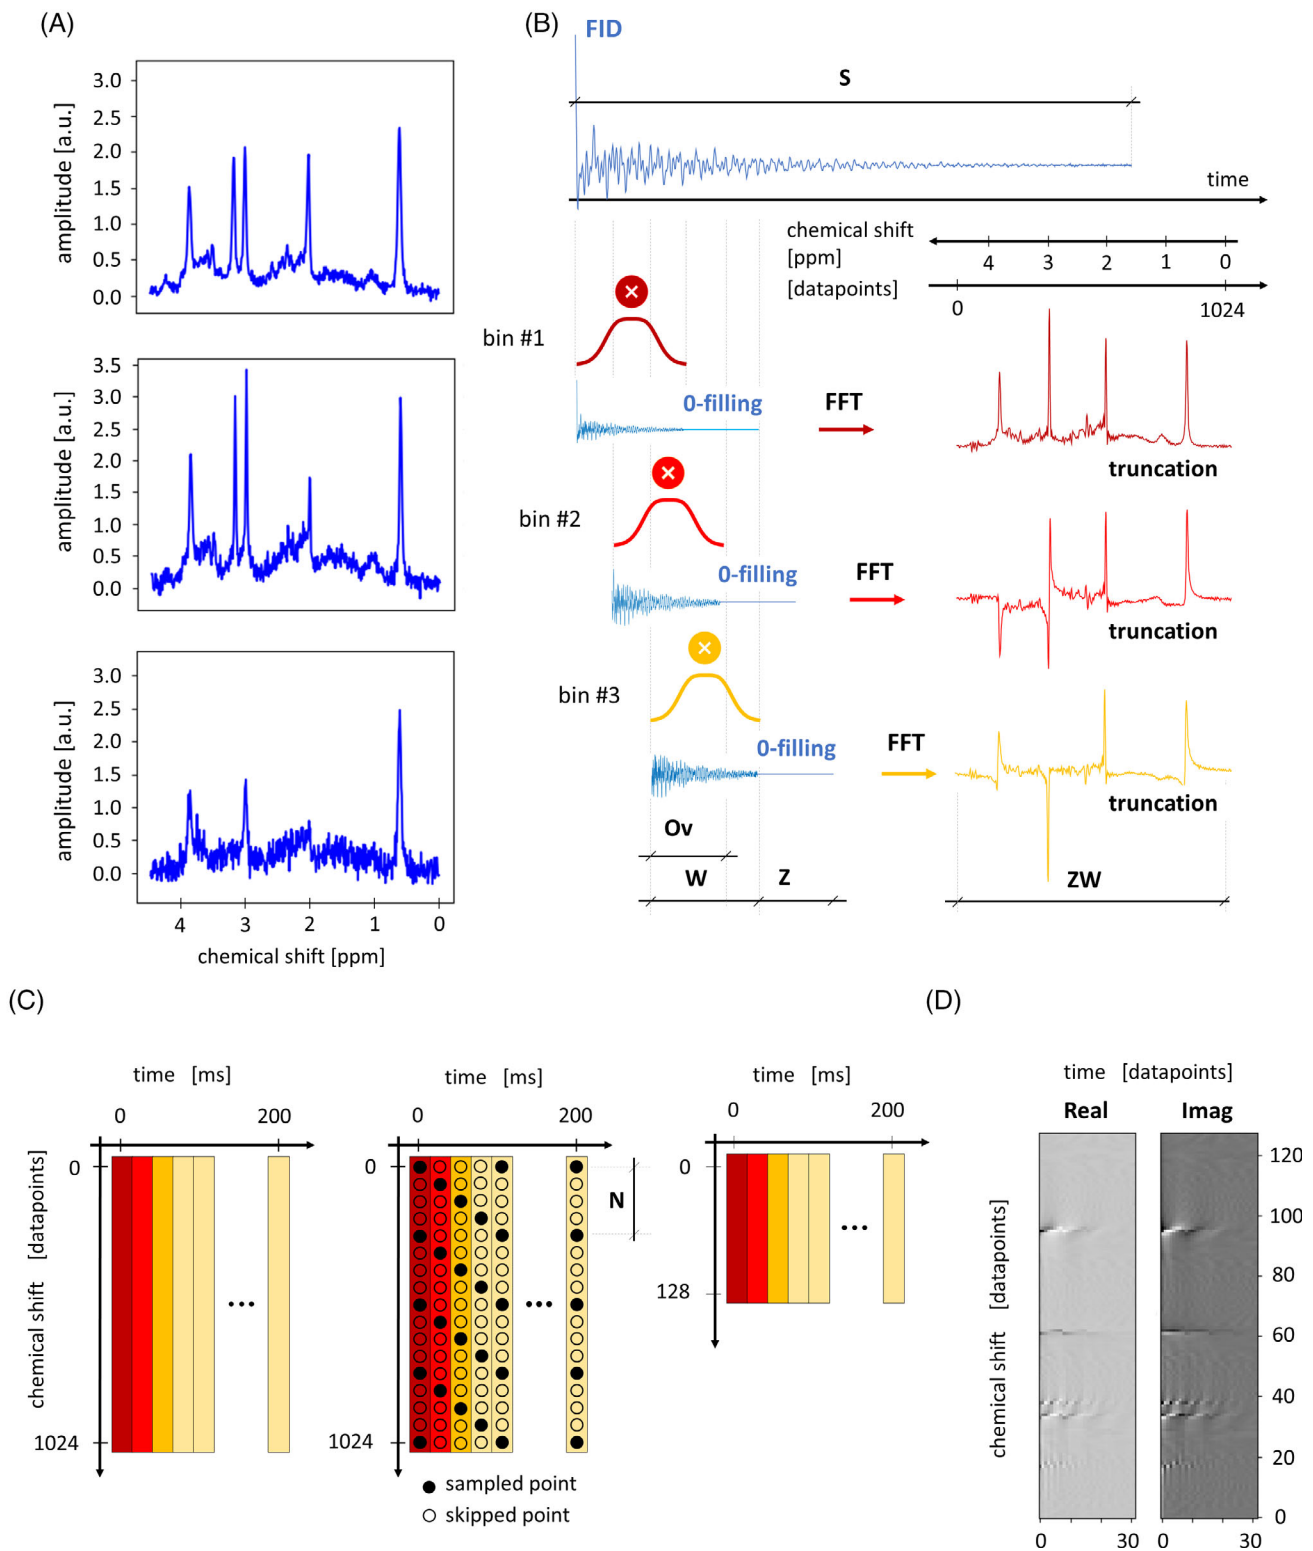 (A)
3.0
2.5
2.0
1.5
1.0
0.5
0.0
amplitude [a.u.]
3.5
3.0
2.5
2.0
1.5
1.0
0.5
0.0
amplitude [a.u.]
3.0
2.5
2.0
1.5
1.0
0.5
0.0
amplitude [a.u.]
4 3 2 1 0
chemical shift [ppm]
(B)
FID
S
time
chemical shift
[ppm]
4 3 2 1 0
[datapoints]
0 1024
bin #1
0-filling
FFT
truncation
bin #2
0-filling
FFT
truncation
bin #3
0-filling
FFT
truncation
Ov
W Z
ZW
(C)
time [ms]
0 200
0
1024
chemical shift [datapoints]
time [ms]
0 200
0
1024
N
...
● sampled point
○ skipped point
time [ms]
0 200
0
128
(D)
time [datapoints]
Real Imag
120
100
80
60
40
20
0
chemical shift [datapoints]
0 30 0 30